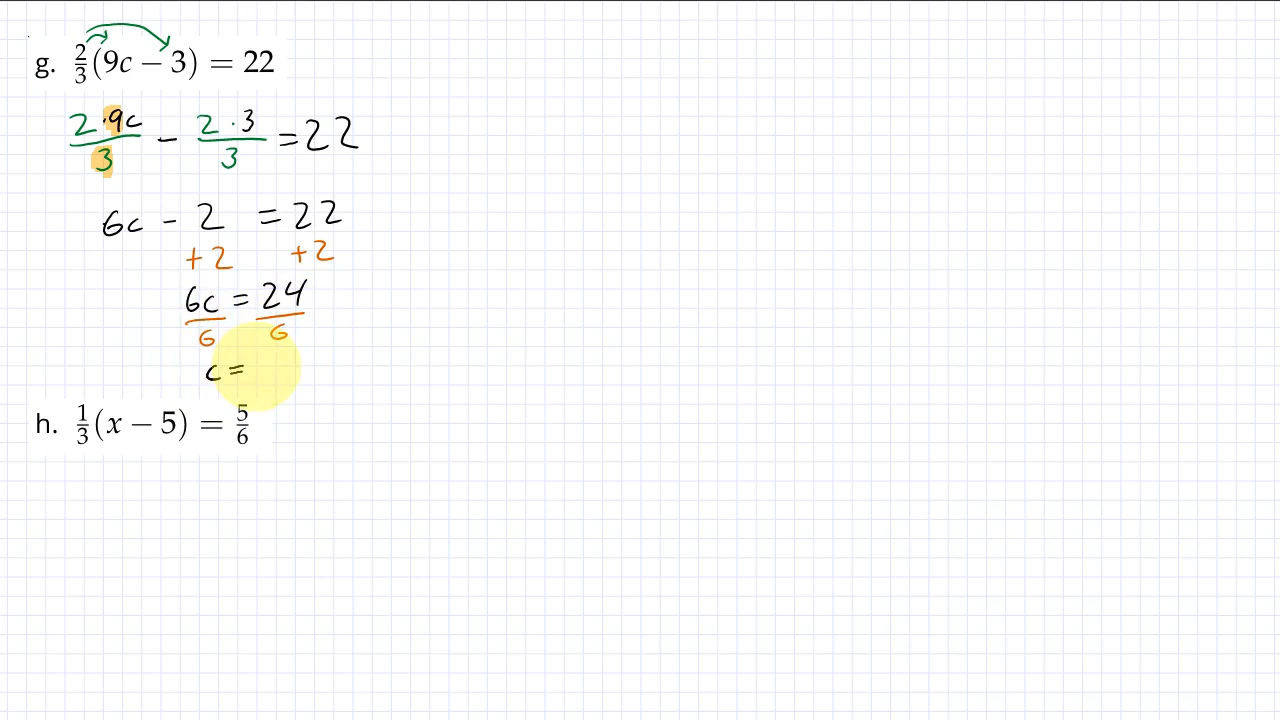 g. 2/3(9c − 3) = 22
2·9c/3 − 2·3/3 = 22
6c − 2 = 22
+2 +2
6c = 24
6 6
c =
h. 1/3(x − 5) = 5/6